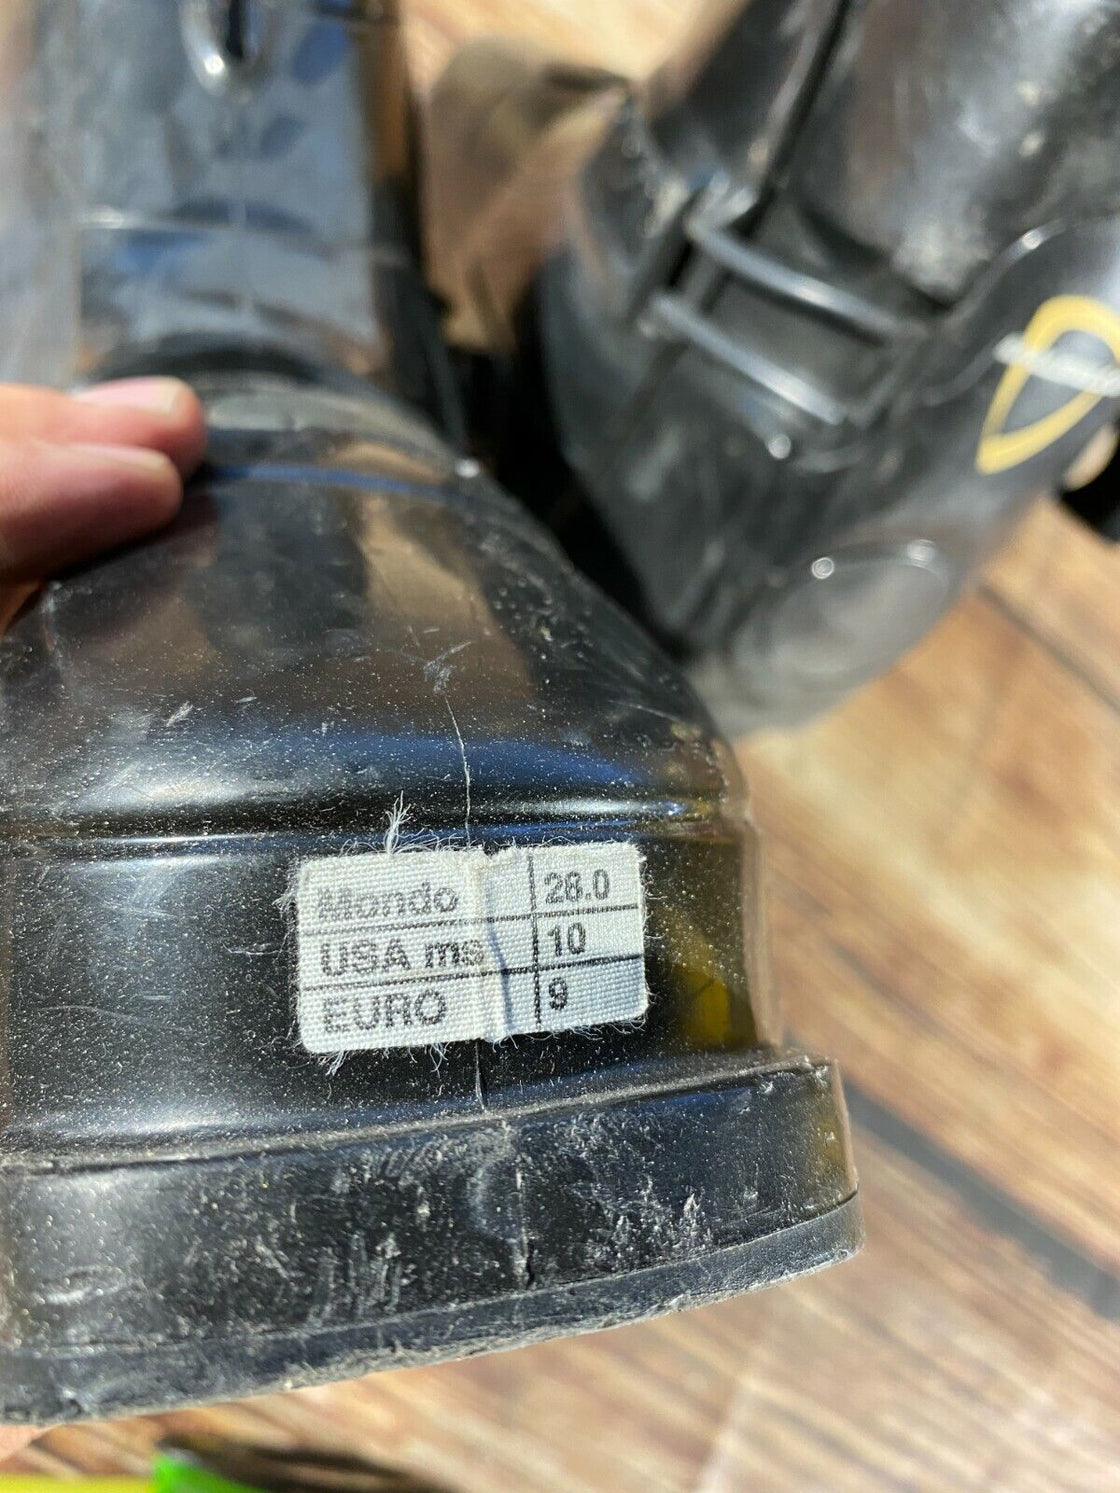 Mondo 28.0
USA ms 10
EURO 9